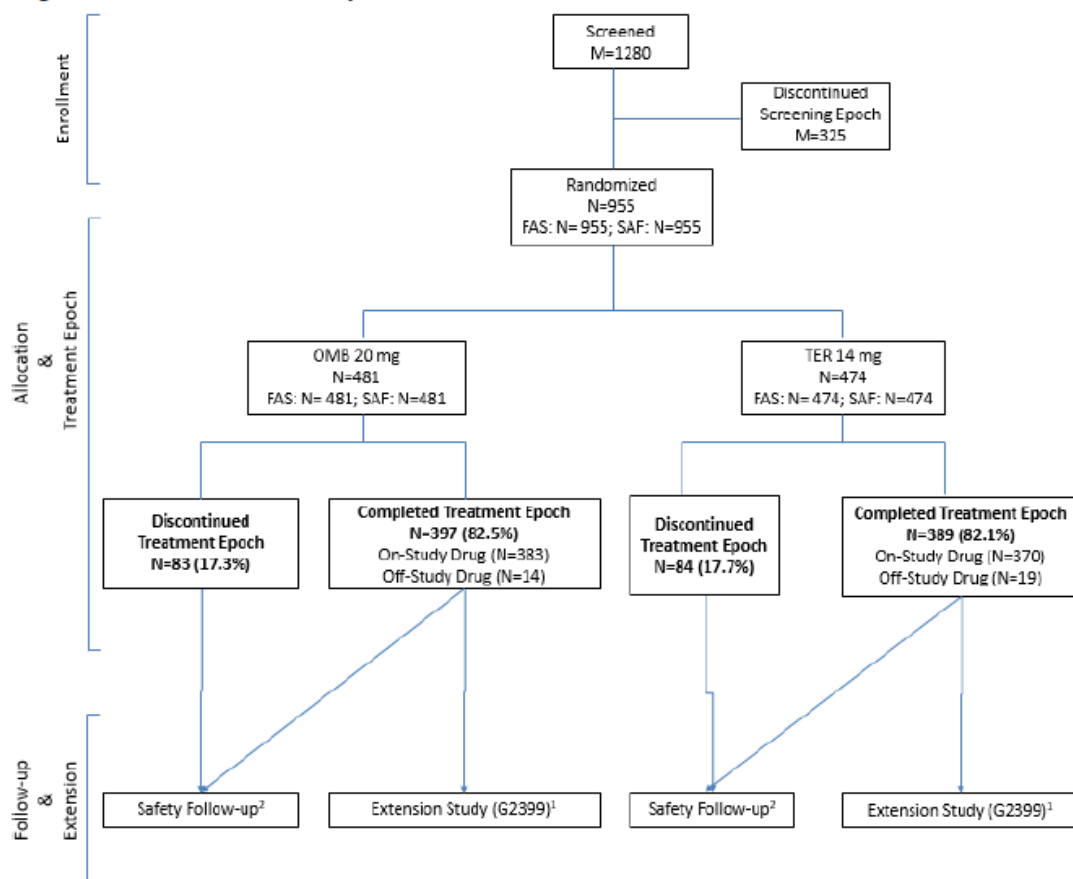 Screened
M=1280
Discontinued
Screening Epoch
M=325
Enrollment
Randomized
N=955
FAS: N= 955; SAF: N=955
Allocation
&
Treatment Epoch
OMB 20 mg
N=481
FAS: N= 481; SAF: N=481
TER 14 mg
N=474
FAS: N= 474; SAF: N=474
Discontinued
Treatment Epoch
N=83 (17.3%)
Completed Treatment Epoch
N=397 (82.5%)
On-Study Drug (N=383)
Off-Study Drug (N=14)
Discontinued
Treatment Epoch
N=84 (17.7%)
Completed Treatment Epoch
N=389 (82.1%)
On-Study Drug (N=370)
Off-Study Drug (N=19)
Follow-up
&
Extension
Safety Follow-up²
Extension Study (G2399)¹
Safety Follow-up²
Extension Study (G2399)¹